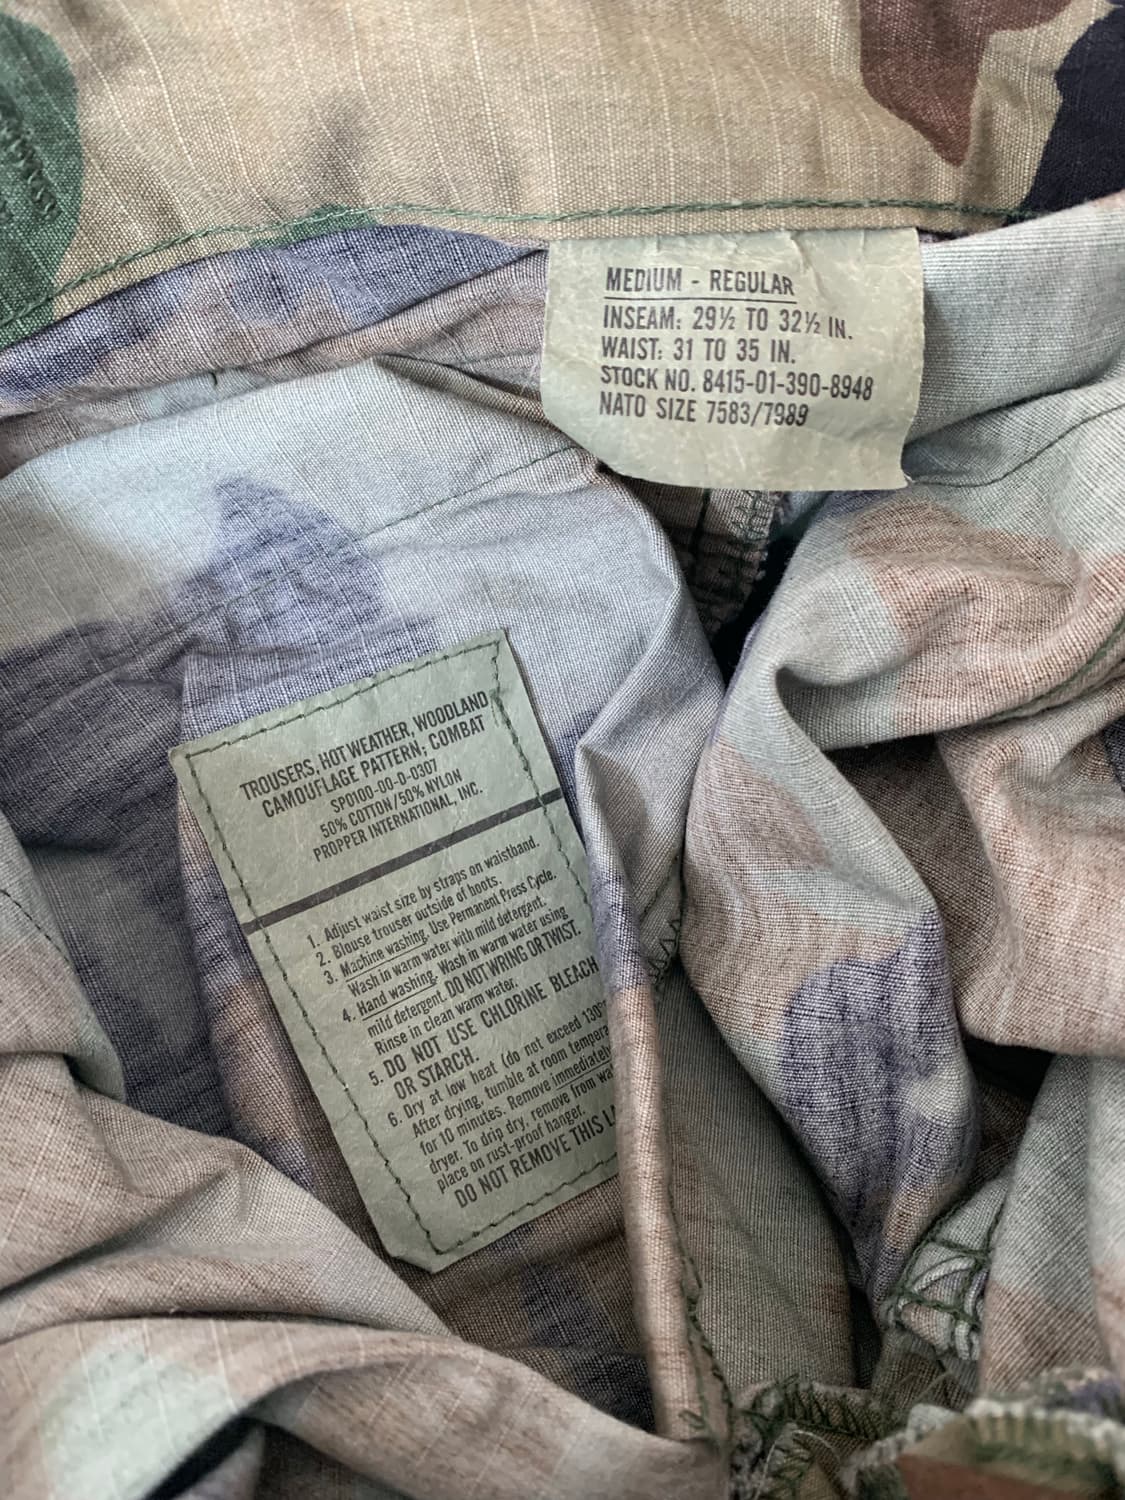 MEDIUM - REGULAR
INSEAM: 29½ TO 32½ IN.
WAIST: 31 TO 35 IN.
STOCK NO. 8415-01-390-8948
NATO SIZE 7583/7989
TROUSERS, HOT WEATHER, WOODLAND
CAMOUFLAGE PATTERN; COMBAT
SPO100-00-D-0307
50% COTTON/50% NYLON
PROPPER INTERNATIONAL, INC.
1. Adjust waist size by straps on waistband.
2. Blouse trouser outside of boots.
3. Machine washing. Use Permanent Press Cycle.
Wash in warm water with mild detergent.
4. Hand washing. Wash in warm water using
mild detergent. DO NOT WRING OR TWIST.
Rinse in clean warm water.
5. DO NOT USE CHLORINE BLEACH
OR STARCH.
6. Dry at low heat (do not exceed 130°
After drying, tumble at room tempera
for 10 minutes. Remove immediately
dryer. To drip dry, remove from wa
place on rust-proof hanger.
DO NOT REMOVE THIS LA